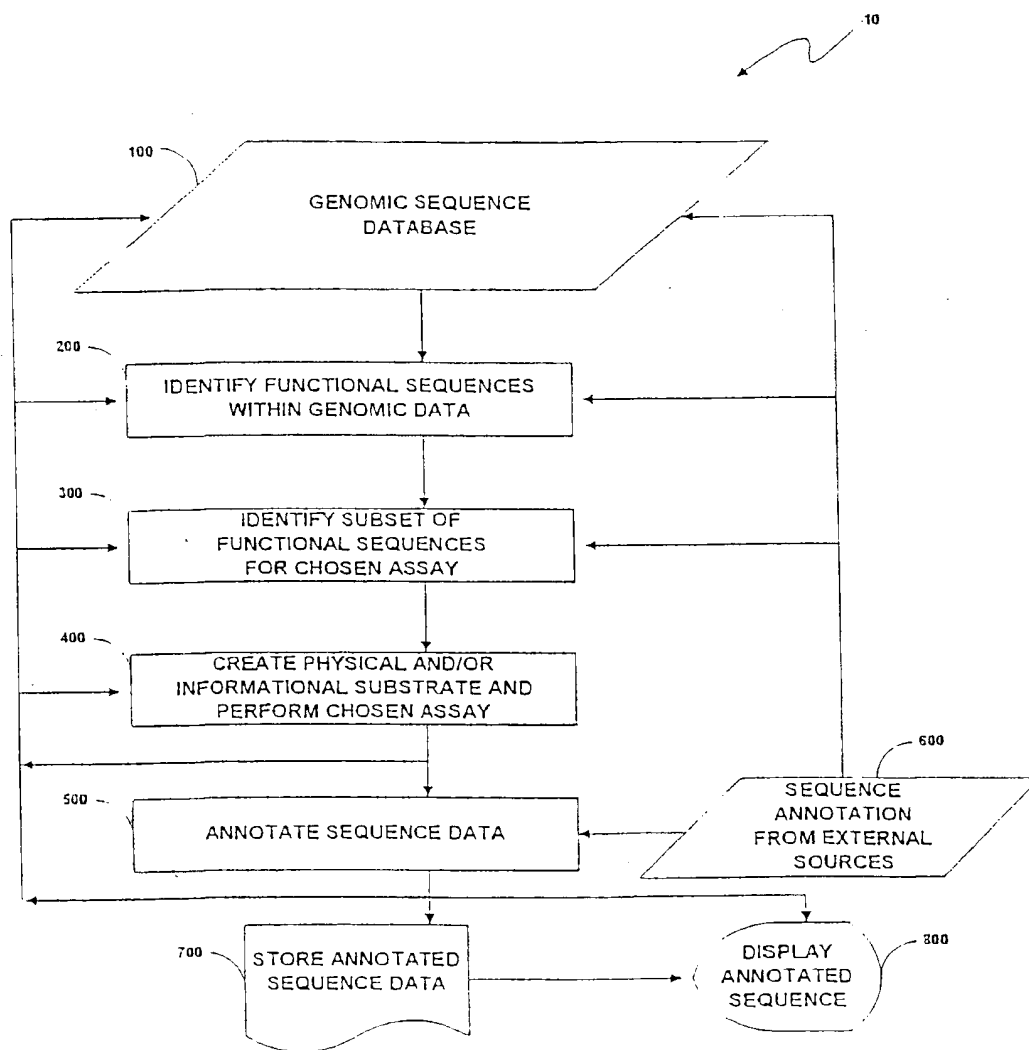 10
100
GENOMIC SEQUENCE
DATABASE
200
IDENTIFY FUNCTIONAL SEQUENCES
WITHIN GENOMIC DATA
300
IDENTIFY SUBSET OF
FUNCTIONAL SEQUENCES
FOR CHOSEN ASSAY
400
CREATE PHYSICAL AND/OR
INFORMATIONAL SUBSTRATE AND
PERFORM CHOSEN ASSAY
600
SEQUENCE
ANNOTATION
FROM EXTERNAL
SOURCES
500
ANNOTATE SEQUENCE DATA
700
STORE ANNOTATED
SEQUENCE DATA
800
DISPLAY
ANNOTATED
SEQUENCE